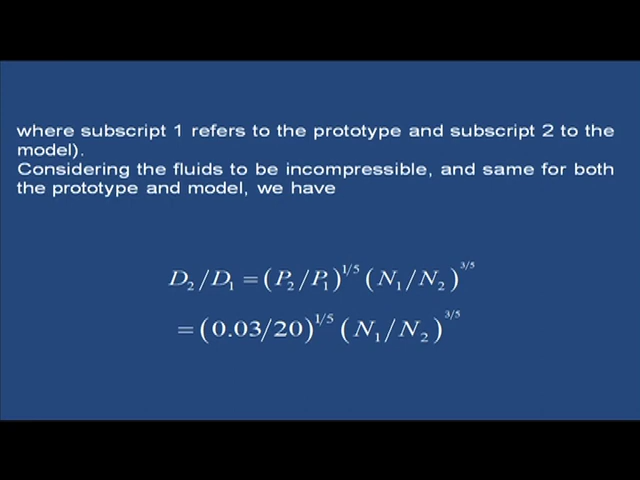 where subscript 1 refers to the prototype and subscript 2 to the
model).
Considering the fluids to be incompressible, and same for both
the prototype and model, we have
D₂/D₁ = (P₂/P₁)^1/5 (N₁/N₂)^3/5
= (0.03/20)^1/5 (N₁/N₂)^3/5